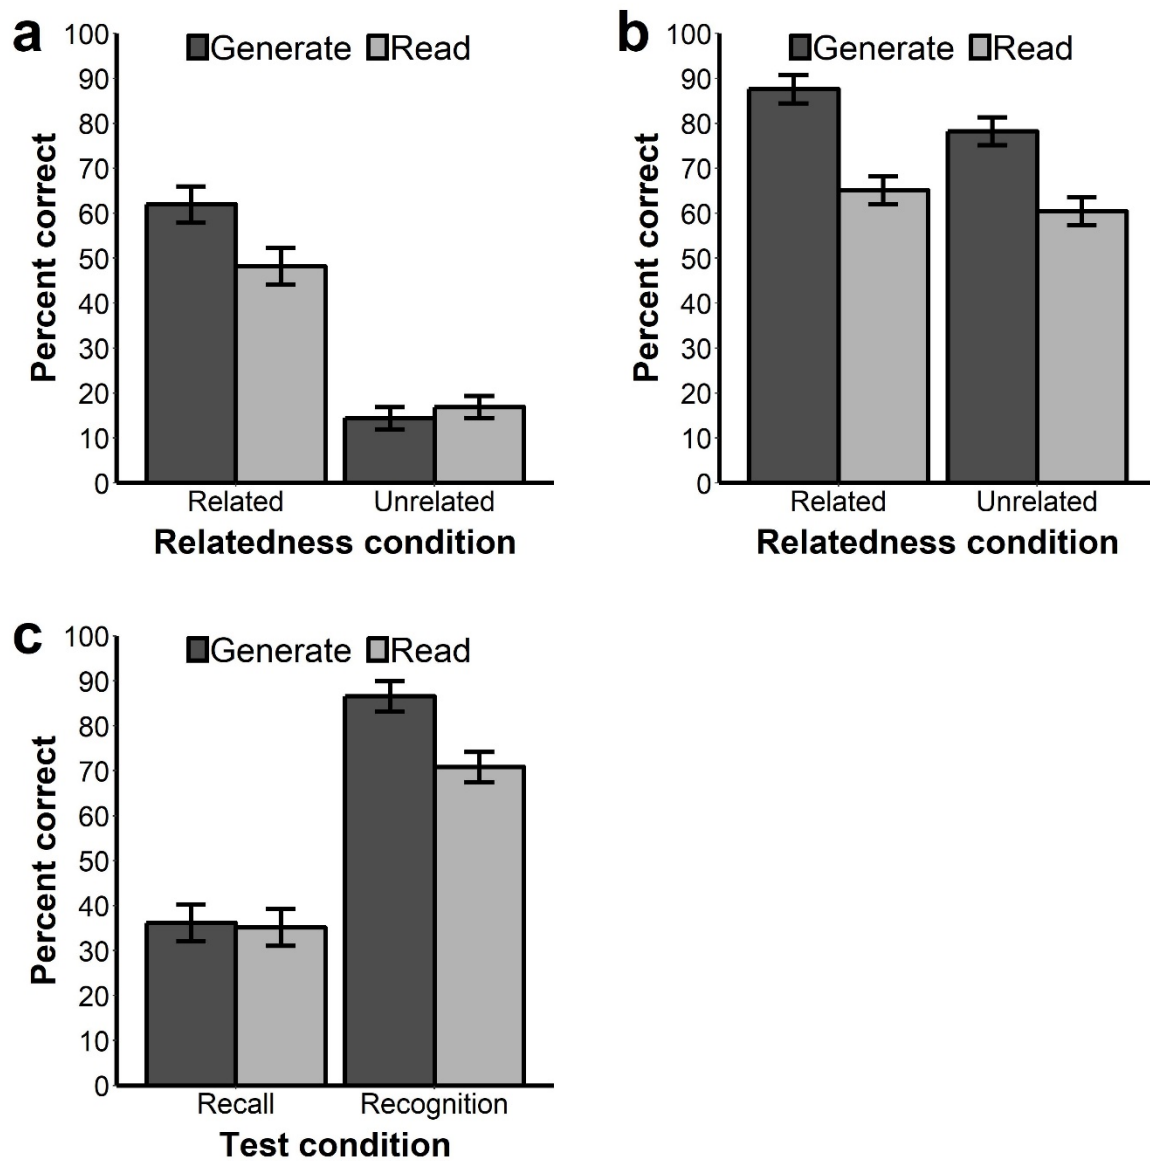 a
Generate Read
Percent correct
100
90
80
70
60
50
40
30
20
10
0
Related Unrelated
Relatedness condition
b
Generate Read
Percent correct
100
90
80
70
60
50
40
30
20
10
0
Related Unrelated
Relatedness condition
c
Generate Read
Percent correct
100
90
80
70
60
50
40
30
20
10
0
Recall Recognition
Test condition